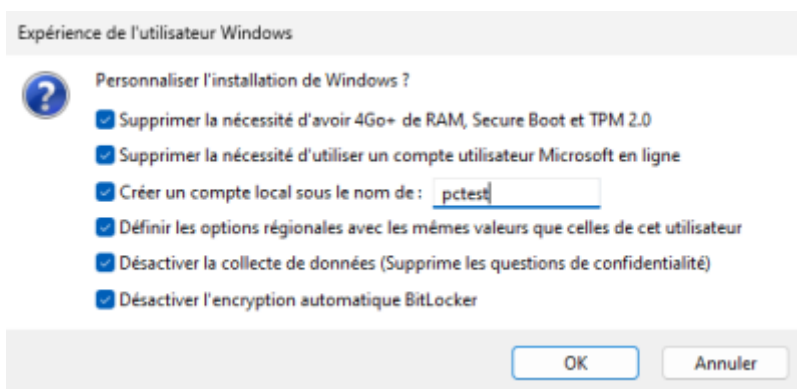 Expérience de l'utilisateur Windows
Personnaliser l'installation de Windows ?
Supprimer la nécessité d'avoir 4Go+ de RAM, Secure Boot et TPM 2.0
Supprimer la nécessité d'utiliser un compte utilisateur Microsoft en ligne
Créer un compte local sous le nom de : pctest
Définir les options régionales avec les mêmes valeurs que celles de cet utilisateur
Désactiver la collecte de données (Supprime les questions de confidentialité)
Désactiver l'encryption automatique BitLocker
OK Annuler